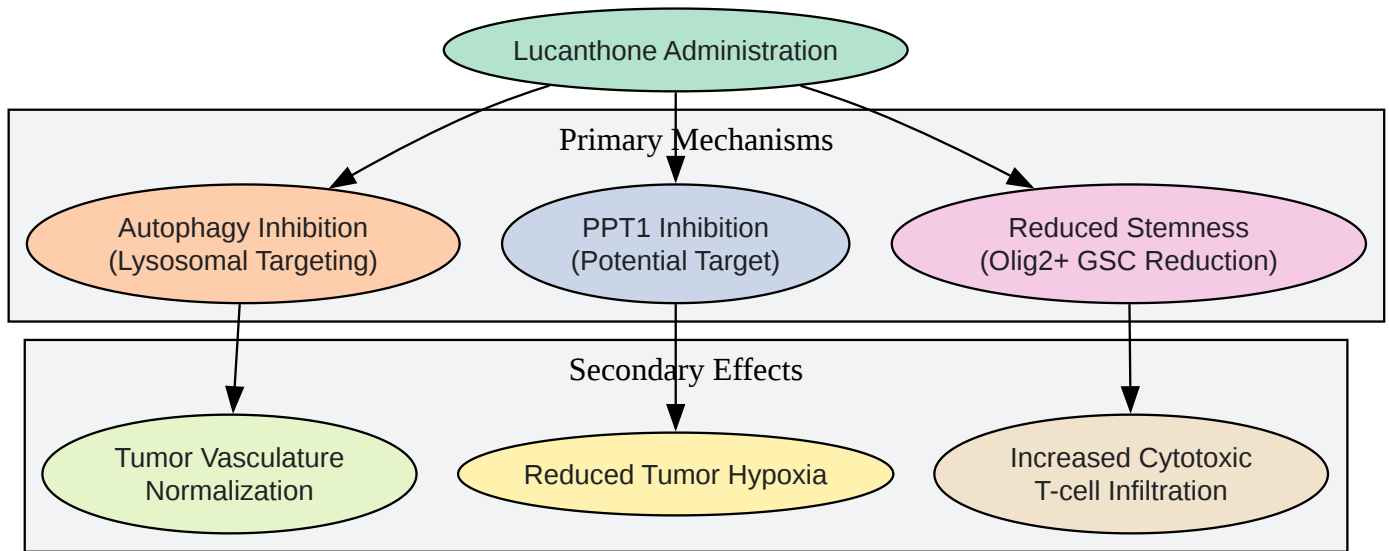 Lucanthone Administration
Primary Mechanisms
Autophagy Inhibition
(Lysosomal Targeting)
PPT1 Inhibition
(Potential Target)
Reduced Stemness
(Olig2+ GSC Reduction)
Secondary Effects
Tumor Vasculature
Normalization
Reduced Tumor Hypoxia
Increased Cytotoxic
T-cell Infiltration